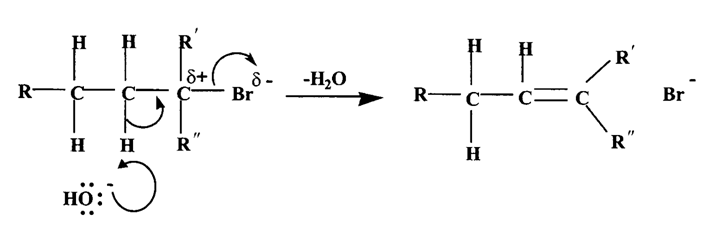 H H R′ H H R′
R C C C δ+ Br δ - -H₂O R C C C Br -
H H R″ H R″
HO: -